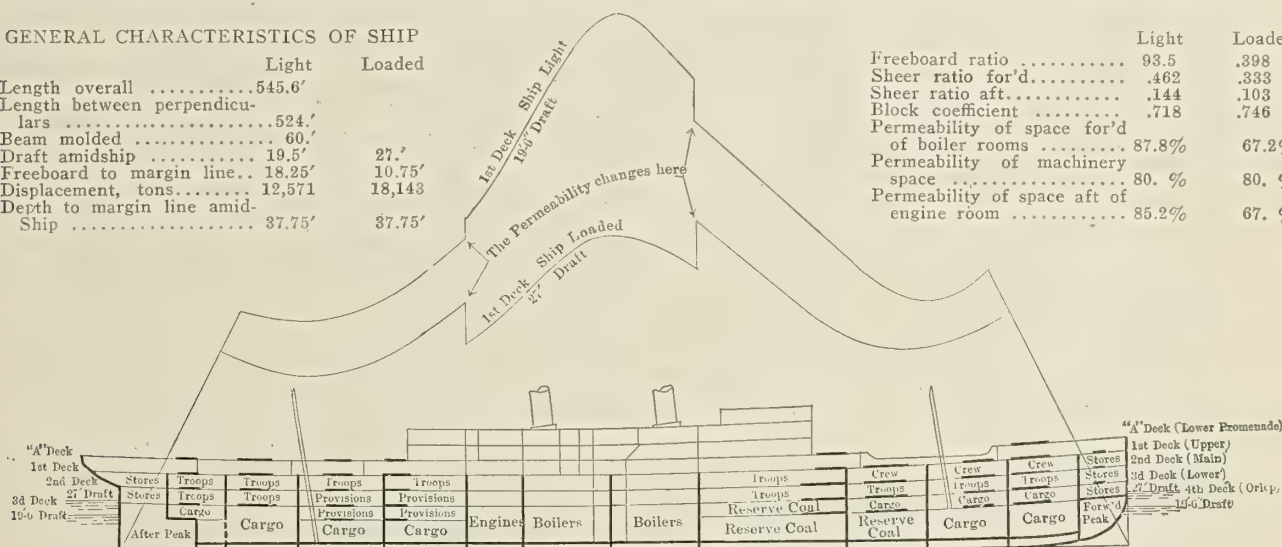 GENERAL CHARACTERISTICS OF SHIP
Light Loaded
Length overall .......... 545.6′
Length between perpendicu-
lars .................... 524.′
Beam molded ............. 60.′
Draft amidship .......... 19.5′ 27.′
Freeboard to margin line.. 18.25′ 10.75′
Displacement, tons........ 12,571 18,143
Depth to margin line amid-
Ship .................... 37.75′ 37.75′
Light Loade
Freeboard ratio ........... 93.5 .398
Sheer ratio for'd.......... .462 .333
Sheer ratio aft............ .144 .103
Block coefficient ......... .718 .746
Permeability of space for'd
of boiler rooms ......... 87.8% 67.2%
Permeability of machinery
space ................... 80. % 80. %
Permeability of space aft of
engine room ............. 85.2% 67. %
1st Deck Ship Light
19′6″ Draft
The Permeability changes here
1st Deck Ship Loaded
27′ Draft
"A" Deck
1st Deck
2nd Deck
27′ Draft
3d Deck
19′6 Draft
Stores Troops Troops Troops Troops Troops Crew Crew Crew Stores
Stores Troops Troops Provisions Provisions Troops Troops Troops Troops Stores
Cargo Provisions Provisions Reserve Coal Cargo Cargo Cargo Stores
After Peak Cargo Cargo Cargo Engines Boilers Boilers Reserve Coal Reserve Coal Cargo Cargo Forw'd Peak
"A" Deck (Lower Promenade)
1st Deck (Upper)
2nd Deck (Main)
3d Deck (Lower)
27′ Draft 4th Deck (Orlop)
19′6 Draft